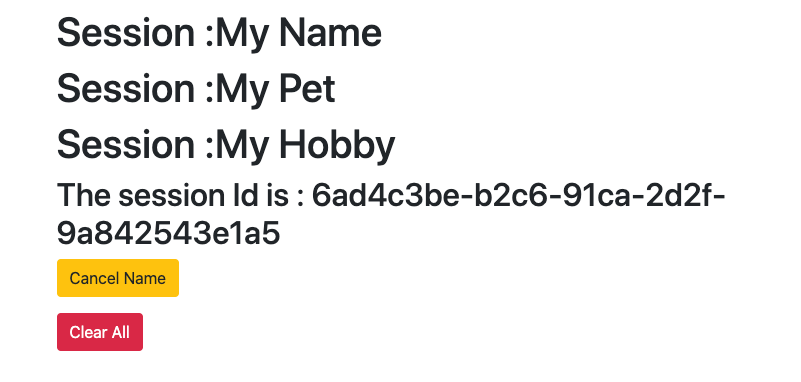 Session :My Name
Session :My Pet
Session :My Hobby
The session Id is : 6ad4c3be-b2c6-91ca-2d2f-
9a842543e1a5
Cancel Name
Clear All